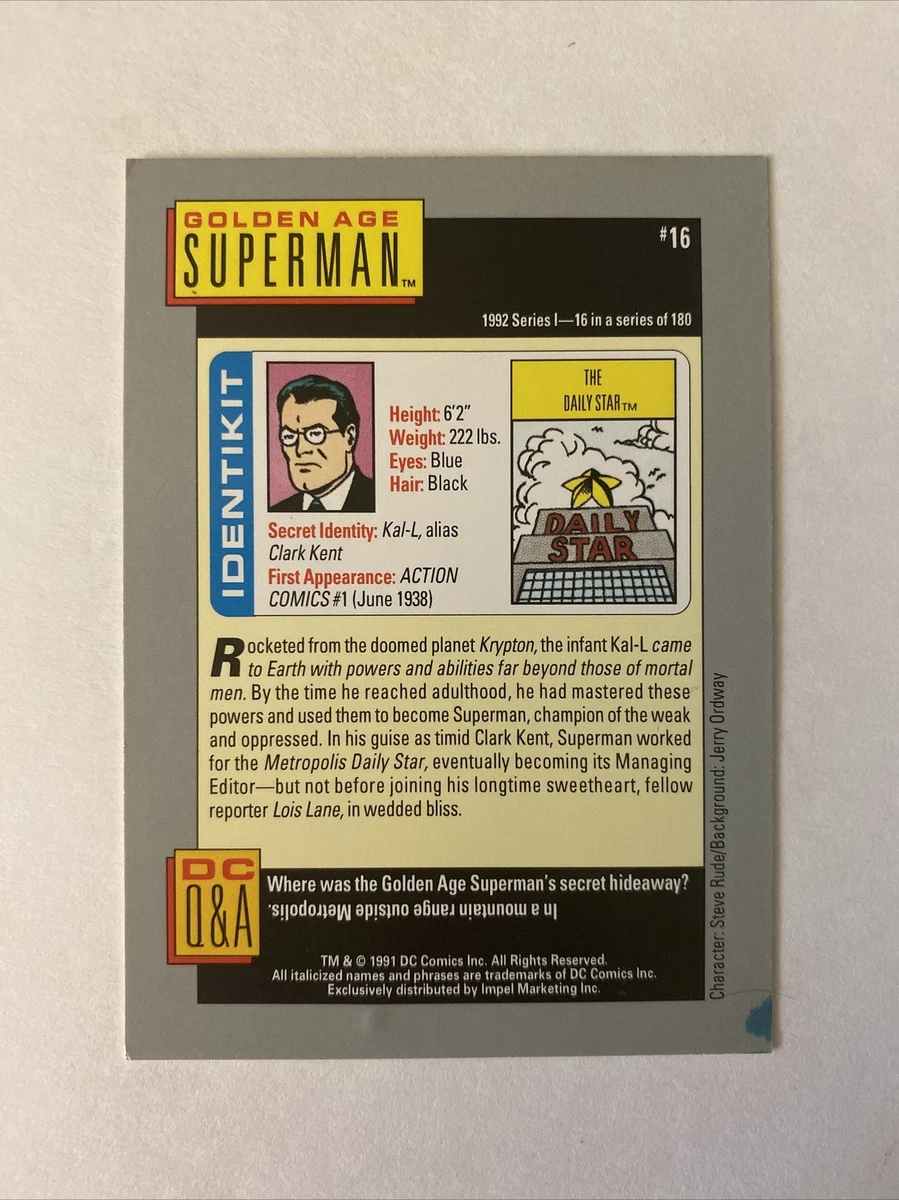 GOLDEN AGE
SUPERMAN™
#16
1992 Series I—16 in a series of 180
IDENTIKIT
Height: 6'2"
Weight: 222 lbs.
Eyes: Blue
Hair: Black
Secret Identity: Kal-L, alias
Clark Kent
First Appearance: ACTION
COMICS #1 (June 1938)
THE
DAILY STAR™
DAILY
STAR
Rocketed from the doomed planet Krypton, the infant Kal-L came
to Earth with powers and abilities far beyond those of mortal
men. By the time he reached adulthood, he had mastered these
powers and used them to become Superman, champion of the weak
and oppressed. In his guise as timid Clark Kent, Superman worked
for the Metropolis Daily Star, eventually becoming its Managing
Editor—but not before joining his longtime sweetheart, fellow
reporter Lois Lane, in wedded bliss.
Character: Steve Rude/Background: Jerry Ordway
DC
Q&A
Where was the Golden Age Superman's secret hideaway?
In a mountain range outside Metropolis.
TM & © 1991 DC Comics Inc. All Rights Reserved.
All italicized names and phrases are trademarks of DC Comics Inc.
Exclusively distributed by Impel Marketing Inc.